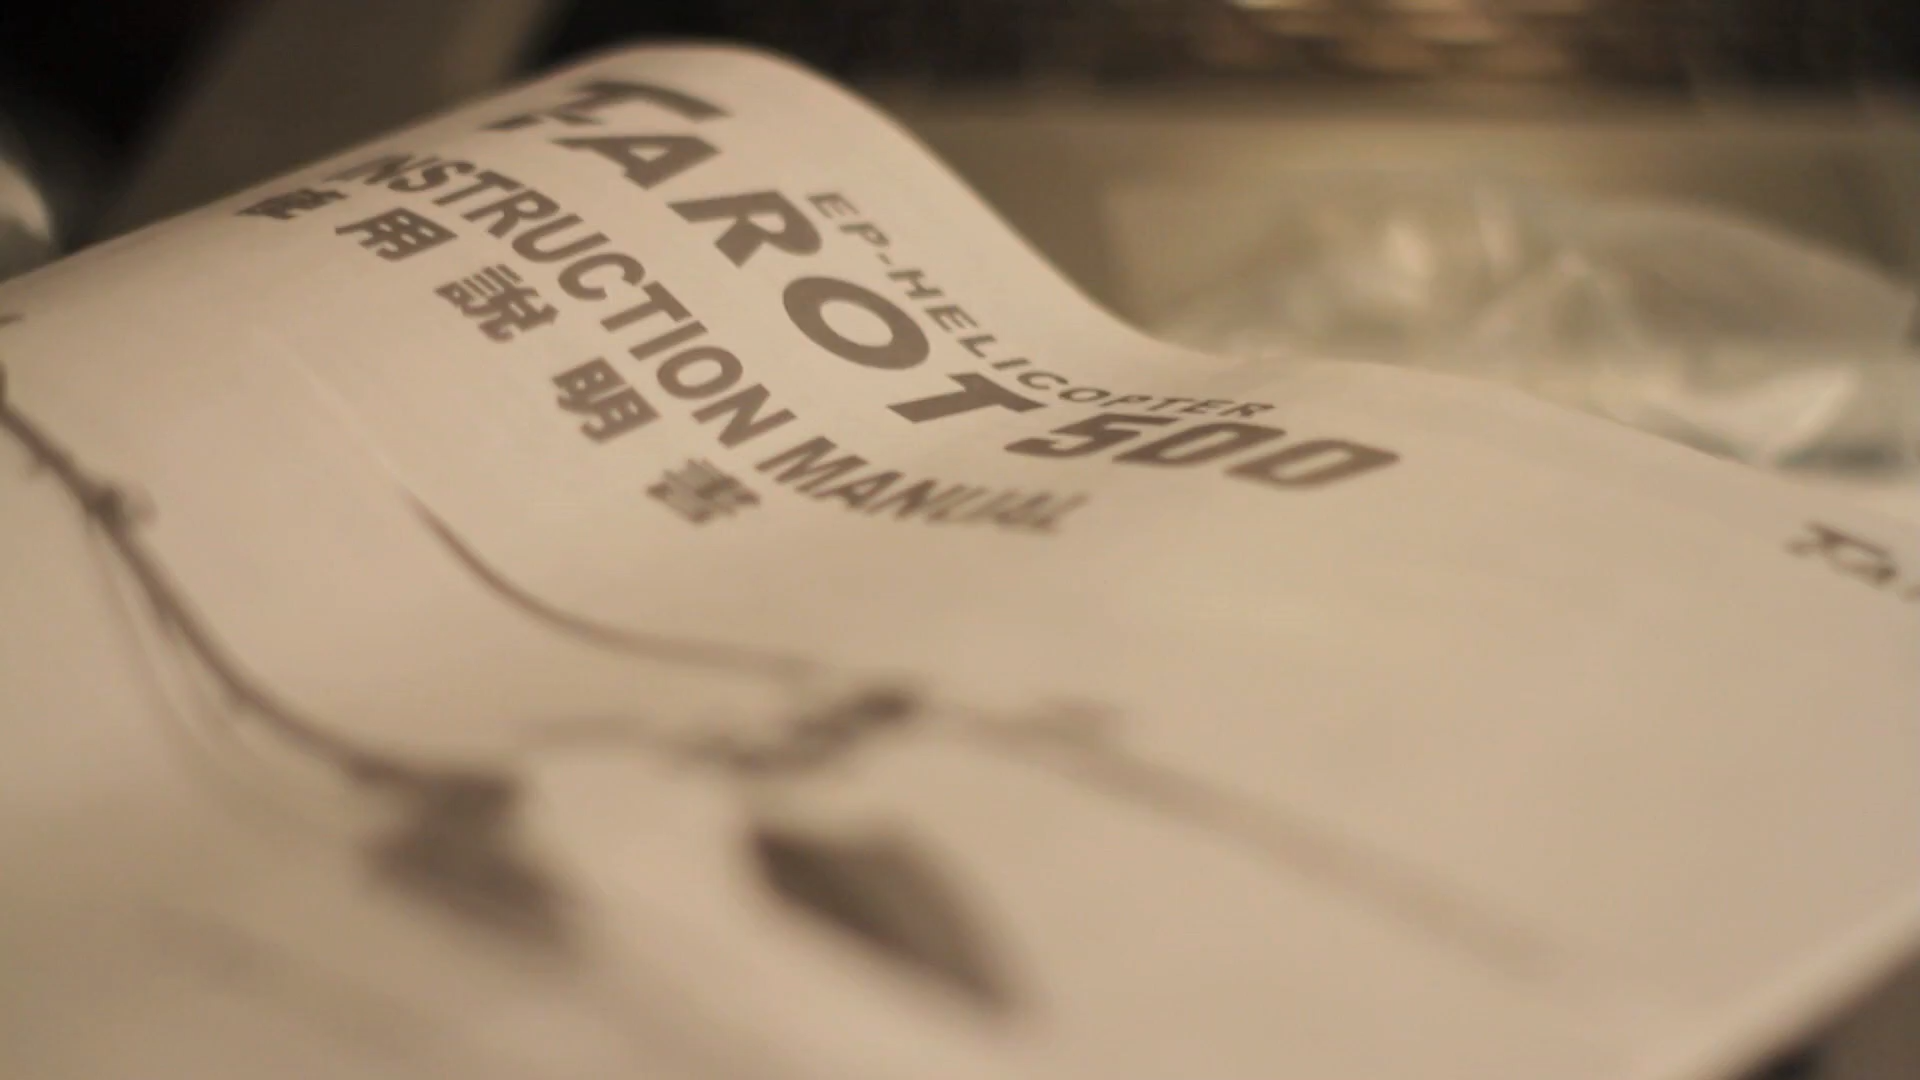 EP-HELICOPTER
TAROT 500
INSTRUCTION MANUAL
使用說明書